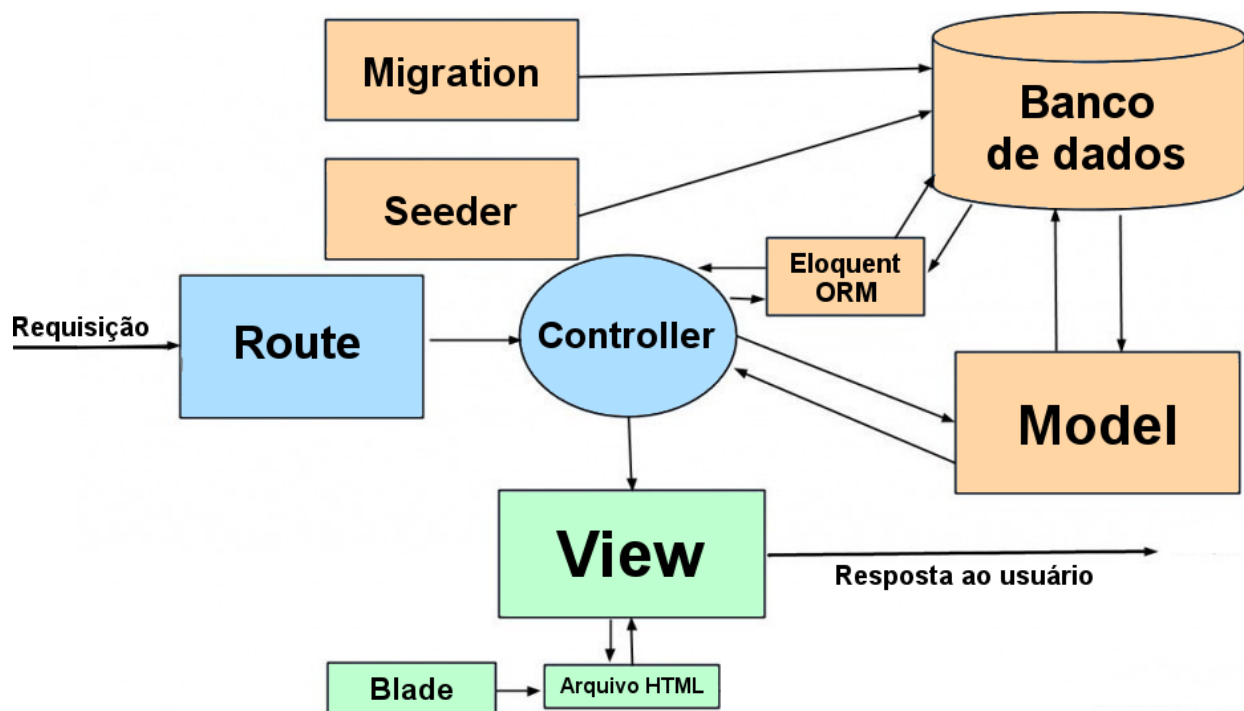 Migration
Banco
de dados
Seeder
Eloquent
ORM
Requisição
Route
Controller
Model
View
Resposta ao usuário
Blade
Arquivo HTML